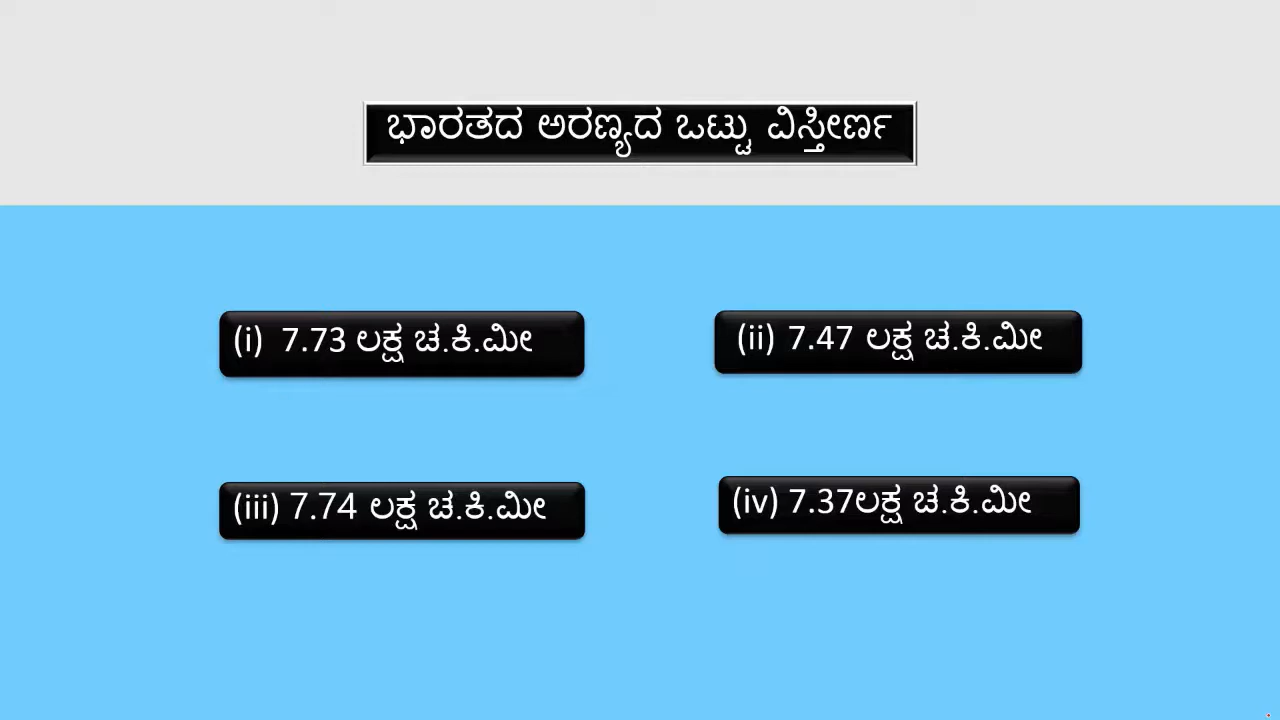 ಭಾರತದ ಅರಣ್ಯದ ಒಟ್ಟು ವಿಸ್ತೀರ್ಣ
(i) 7.73 ಲಕ್ಷ ಚ.ಕಿ.ಮೀ
(ii) 7.47 ಲಕ್ಷ ಚ.ಕಿ.ಮೀ
(iii) 7.74 ಲಕ್ಷ ಚ.ಕಿ.ಮೀ
(iv) 7.37ಲಕ್ಷ ಚ.ಕಿ.ಮೀ